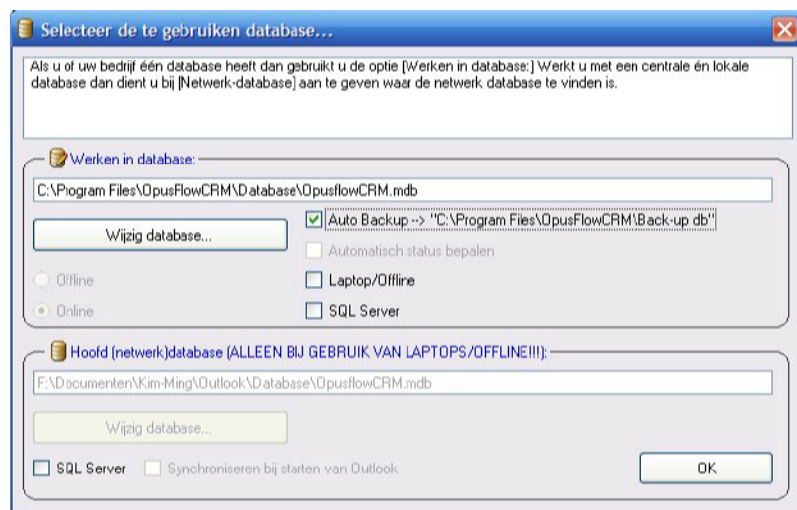 Selecteer de te gebruiken database...
Als u of uw bedrijf één database heeft dan gebruikt u de optie [Werken in database:] Werkt u met een centrale én lokale
database dan dient u bij [Netwerk-database] aan te geven waar de netwerk database te vinden is.
Werken in database:
C:\Program Files\OpusFlowCRM\Database\OpusflowCRM.mdb
Wijzig database...
Auto Backup --> "C:\Program Files\OpusFlowCRM\Back-up db"
Automatisch status bepalen
Offline
Laptop/Offline
Online
SQL Server
Hoofd (netwerk)database (ALLEEN BIJ GEBRUIK VAN LAPTOPS/OFFLINE!!!):
F:\Documenten\Kim-Ming\Outlook\Database\OpusflowCRM.mdb
Wijzig database...
SQL Server Synchroniseren bij starten van Outlook OK